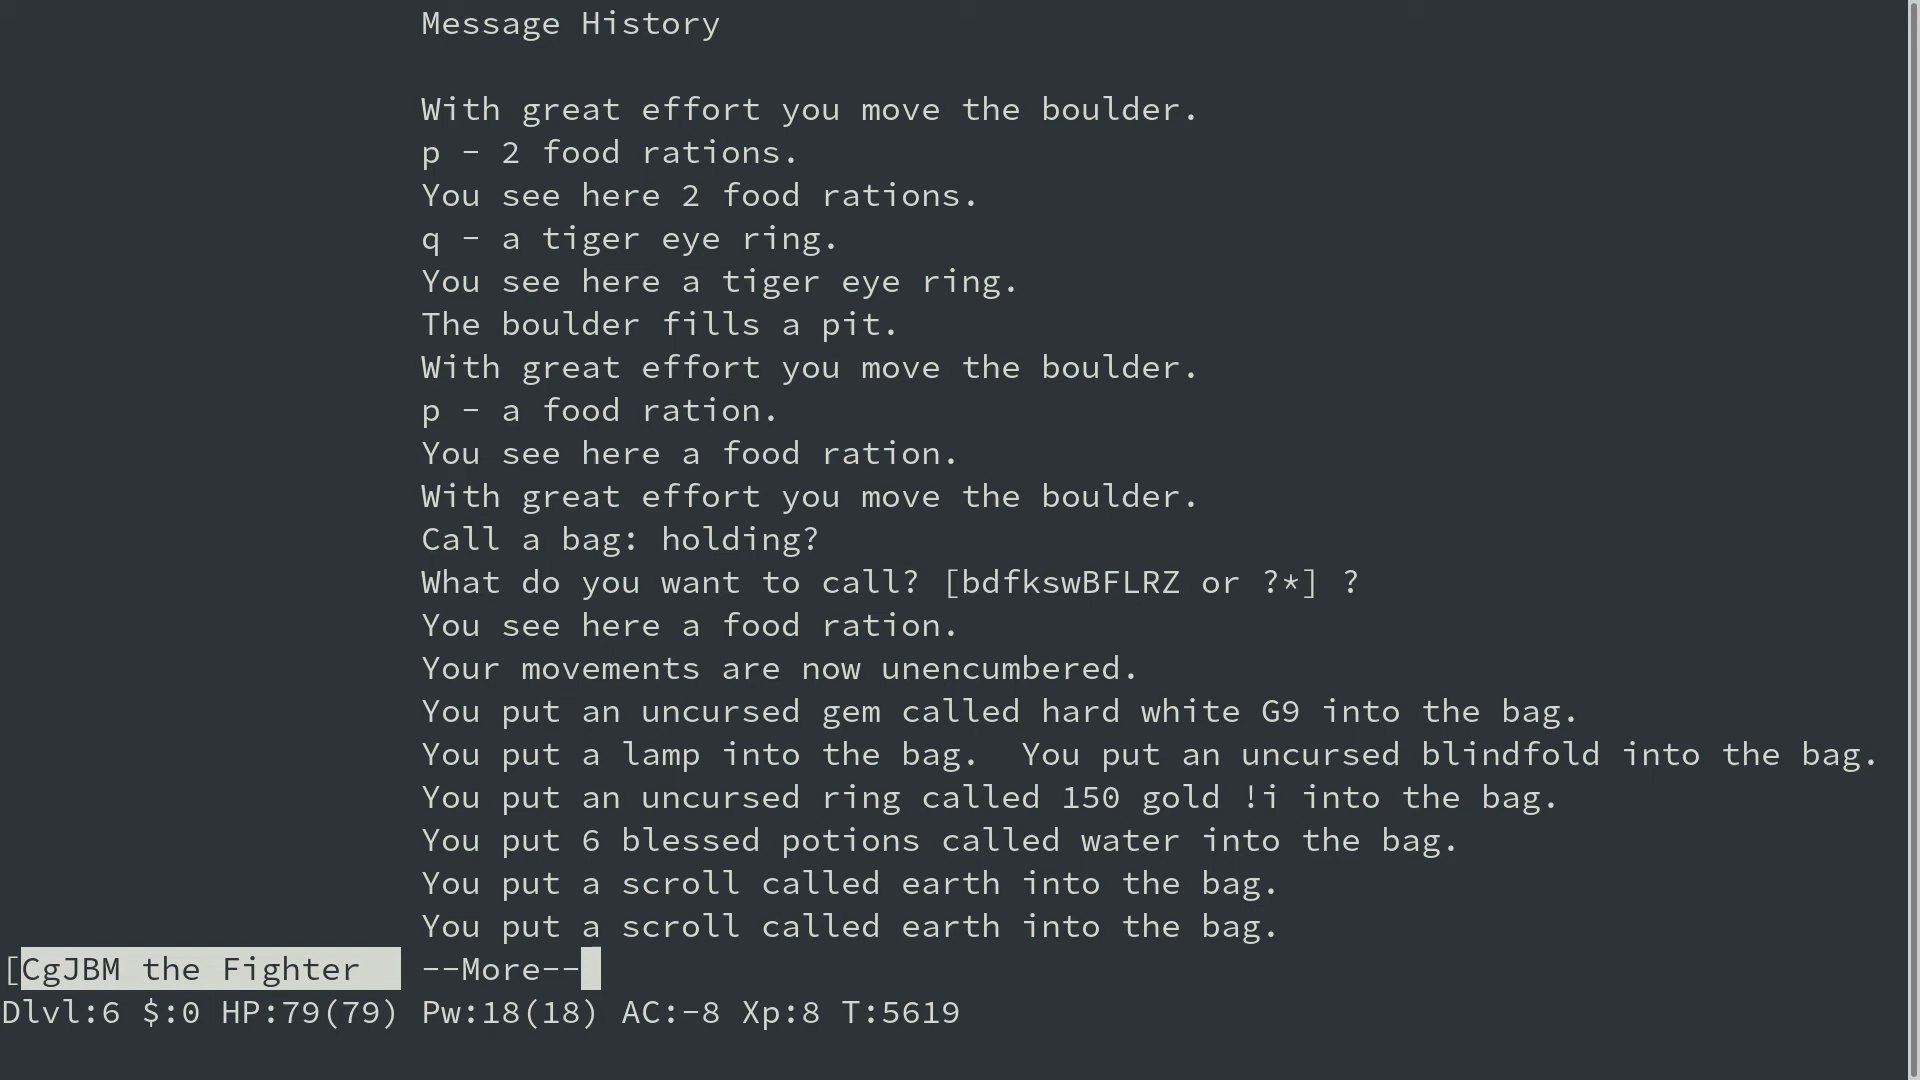 Message History
With great effort you move the boulder.
p - 2 food rations.
You see here 2 food rations.
q - a tiger eye ring.
You see here a tiger eye ring.
The boulder fills a pit.
With great effort you move the boulder.
p - a food ration.
You see here a food ration.
With great effort you move the boulder.
Call a bag: holding?
What do you want to call? [bdfkswBFLRZ or ?*] ?
You see here a food ration.
Your movements are now unencumbered.
You put an uncursed gem called hard white G9 into the bag.
You put a lamp into the bag.  You put an uncursed blindfold into the bag.
You put an uncursed ring called 150 gold !i into the bag.
You put 6 blessed potions called water into the bag.
You put a scroll called earth into the bag.
You put a scroll called earth into the bag.
[CgJBM the Fighter   --More--
Dlvl:6 $:0 HP:79(79) Pw:18(18) AC:-8 Xp:8 T:5619